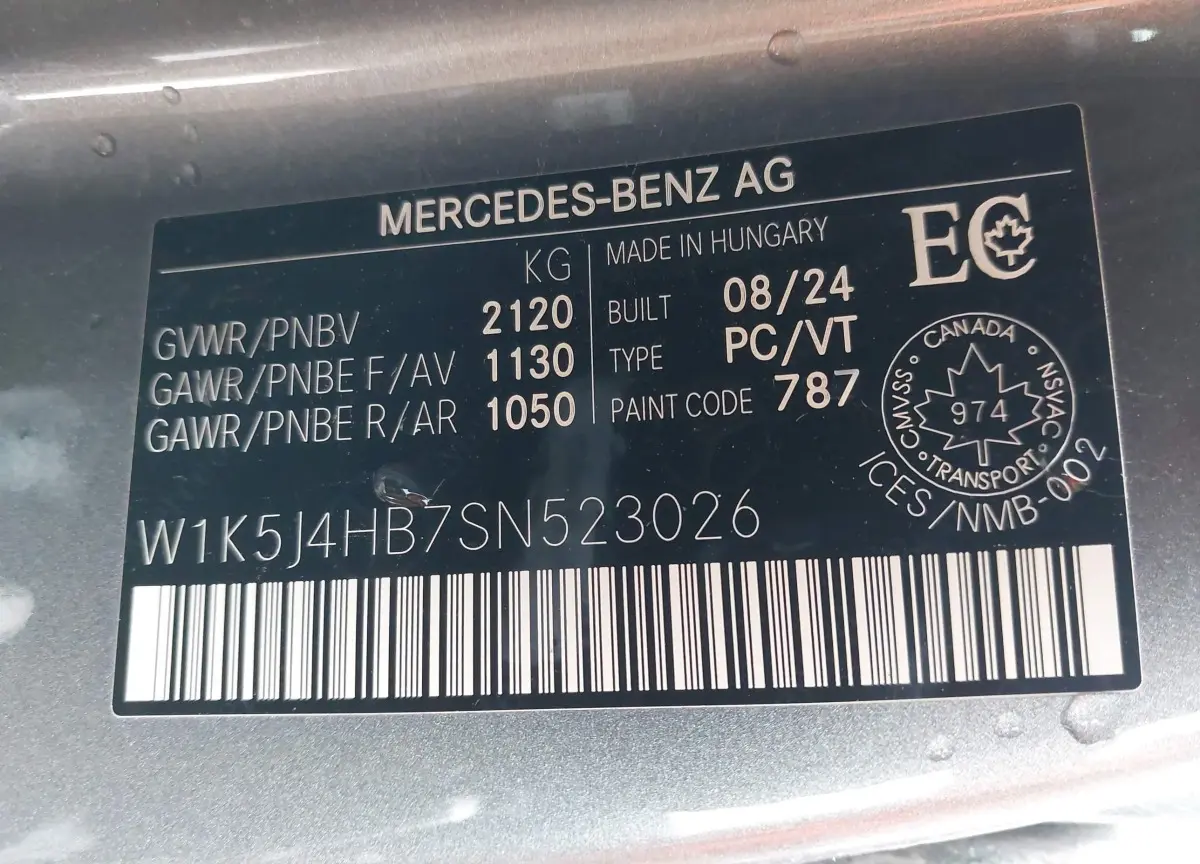 MERCEDES-BENZ AG
KG
GVWR/PNBV 2120
GAWR/PNBE F/AV 1130
GAWR/PNBE R/AR 1050
MADE IN HUNGARY
BUILT 08/24
TYPE PC/VT
PAINT CODE 787
EC
CANADA
CMVSS 974 NSVAC
TRANSPORT
ICES/NMB-002
W1K5J4HB7SN523026